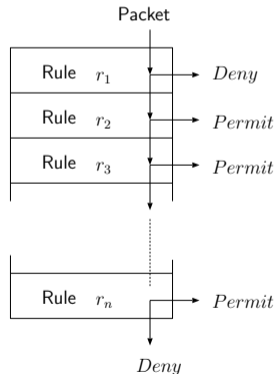 Packet
Rule r₁ Deny
Rule r₂ Permit
Rule r₃ Permit
Rule rₙ Permit
Deny